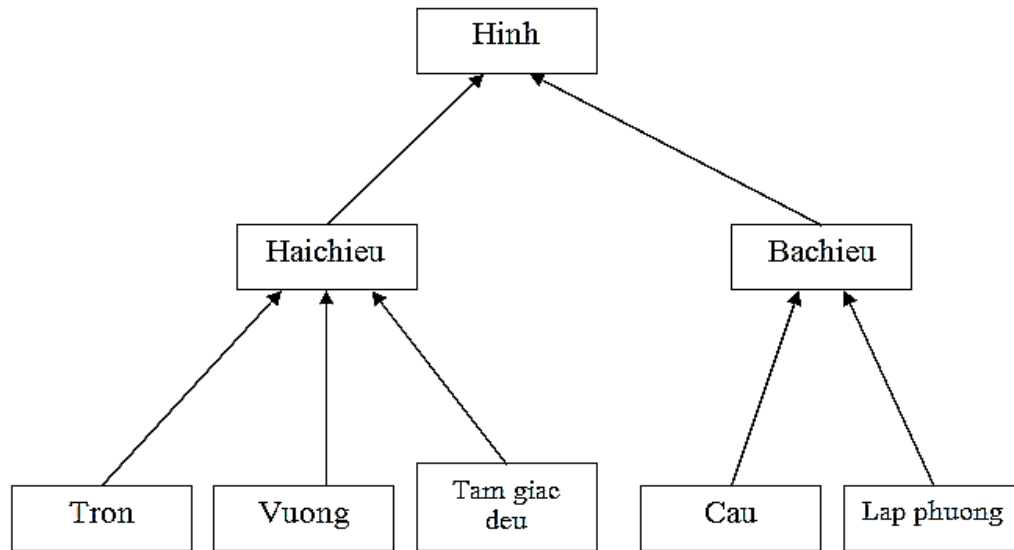 Hinh
Haichieu
Bachieu
Tron
Vuong
Tam giac
deu
Cau
Lap phuong